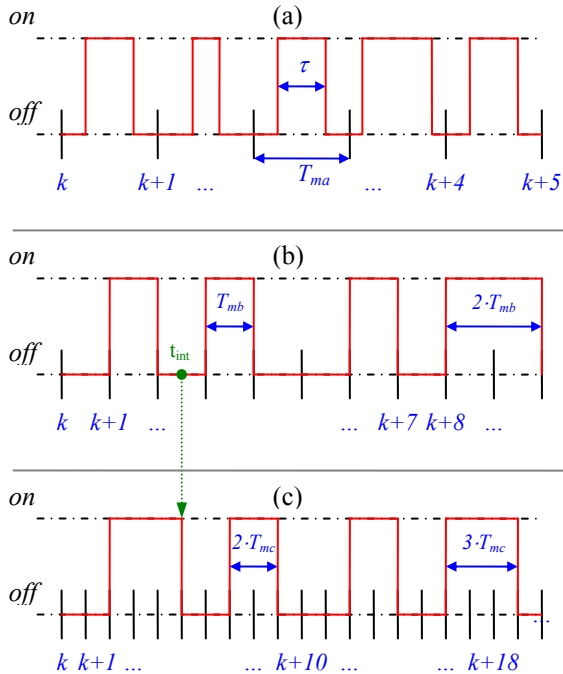 on (a)
τ
off
T_ma
k k+1 ... ... k+4 k+5
on (b)
T_mb 2·T_mb
t_int
off
k k+1 ... ... k+7 k+8 ...
on (c)
2·T_mc 3·T_mc
off
...
k k+1 ... ... k+10 ... ... k+18